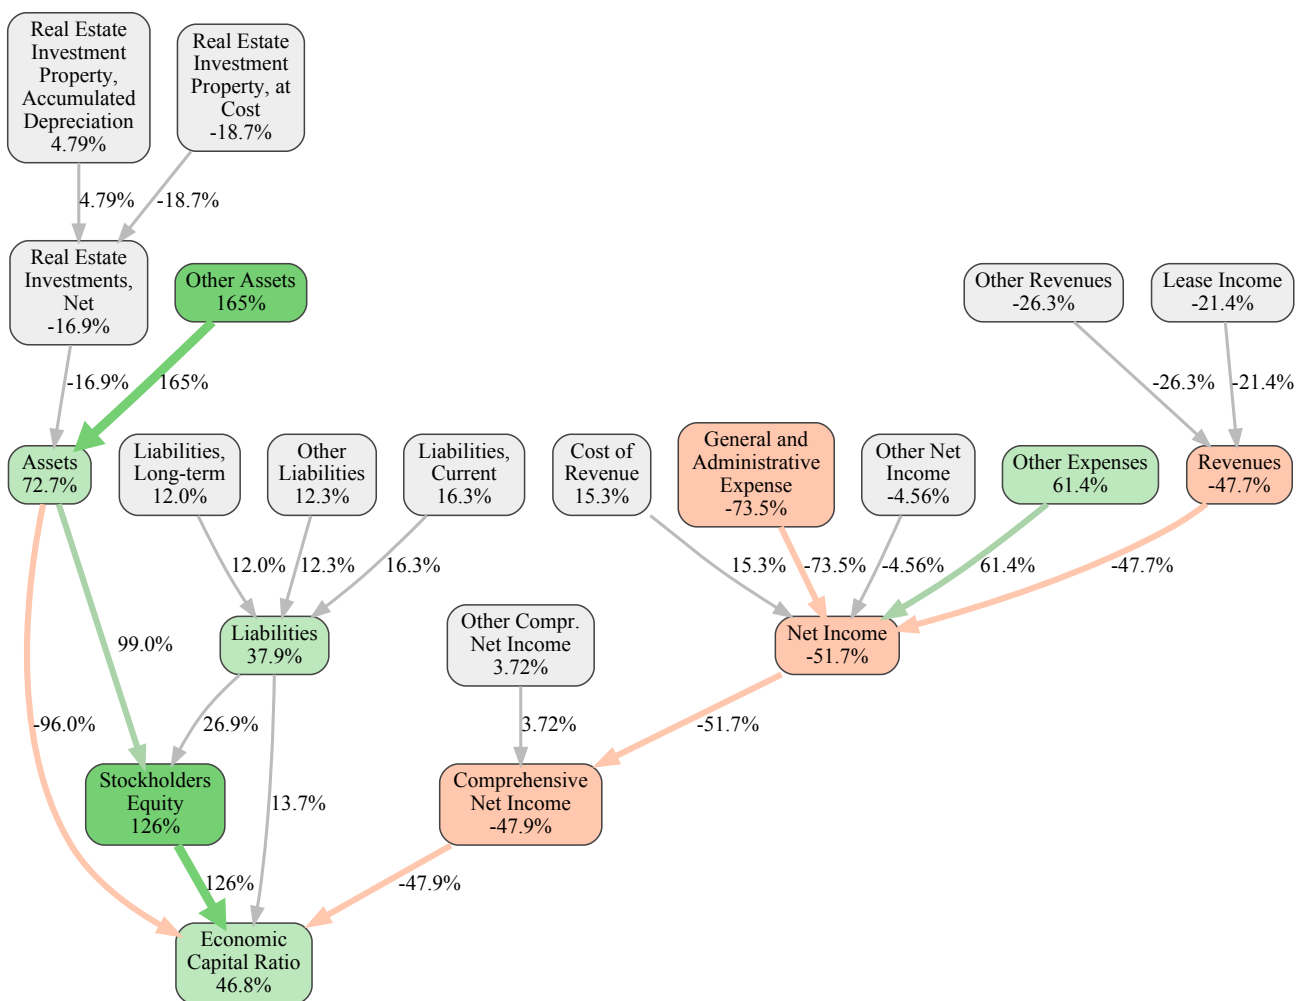 Real Estate
Investment
Property,
Accumulated
Depreciation
4.79%
Real Estate
Investment
Property, at
Cost
-18.7%
4.79%
-18.7%
Real Estate
Investments,
Net
-16.9%
Other Assets
165%
Other Revenues
-26.3%
Lease Income
-21.4%
-16.9%
165%
-26.3%
-21.4%
Assets
72.7%
Liabilities,
Long-term
12.0%
Other
Liabilities
12.3%
Liabilities,
Current
16.3%
Cost of
Revenue
15.3%
General and
Administrative
Expense
-73.5%
Other Net
Income
-4.56%
Other Expenses
61.4%
Revenues
-47.7%
12.0%
12.3%
16.3%
15.3%
-73.5%
-4.56%
61.4%
-47.7%
99.0%
Liabilities
37.9%
Other Compr.
Net Income
3.72%
Net Income
-51.7%
-96.0%
26.9%
3.72%
-51.7%
Stockholders
Equity
126%
13.7%
Comprehensive
Net Income
-47.9%
126%
-47.9%
Economic
Capital Ratio
46.8%